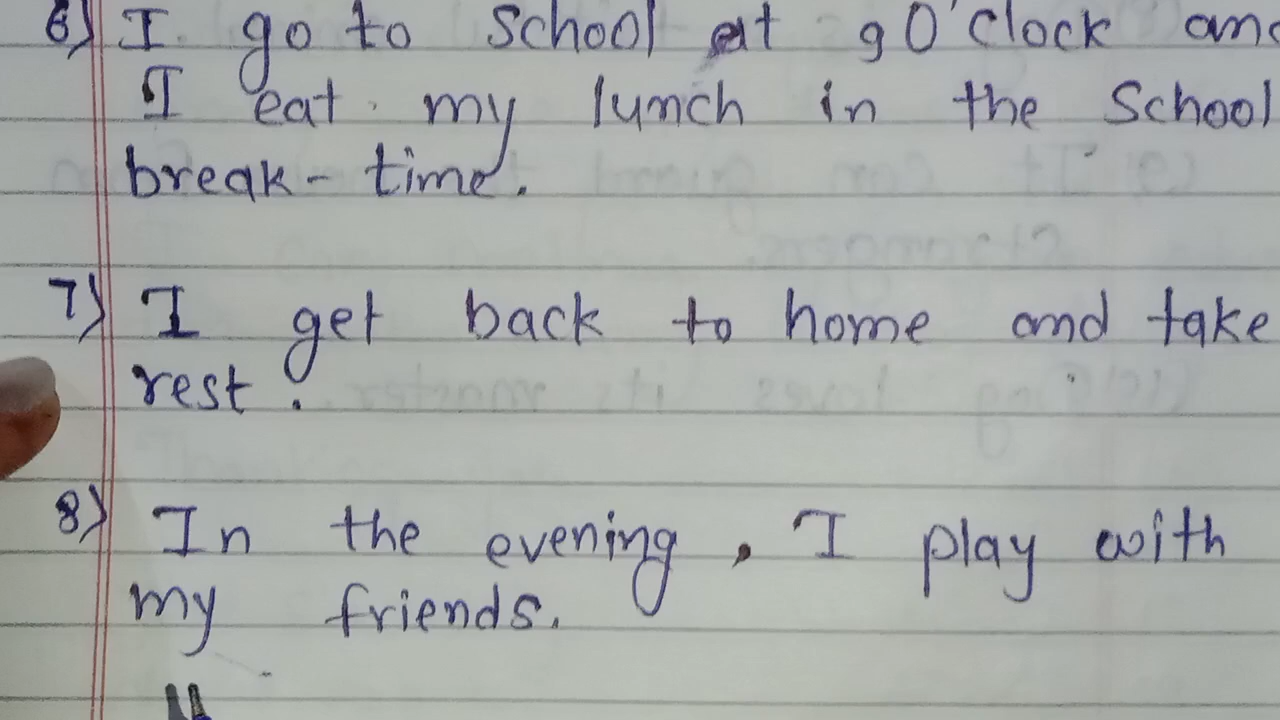 6) I go to school at 9 O'clock and
I eat my lunch in the School
break-time.
7) I get back to home and take
rest.
8) In the evening, I play with
my friends.